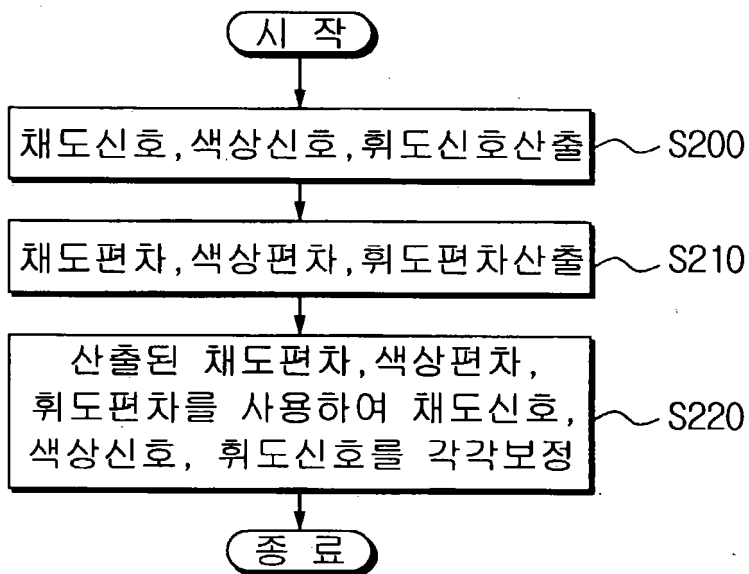 시 작
채도신호,색상신호,휘도신호산출
S200
채도편차,색상편차,휘도편차산출
S210
산출된 채도편차,색상편차,
휘도편차를 사용하여 채도신호,
색상신호, 휘도신호를 각각보정
S220
종 료